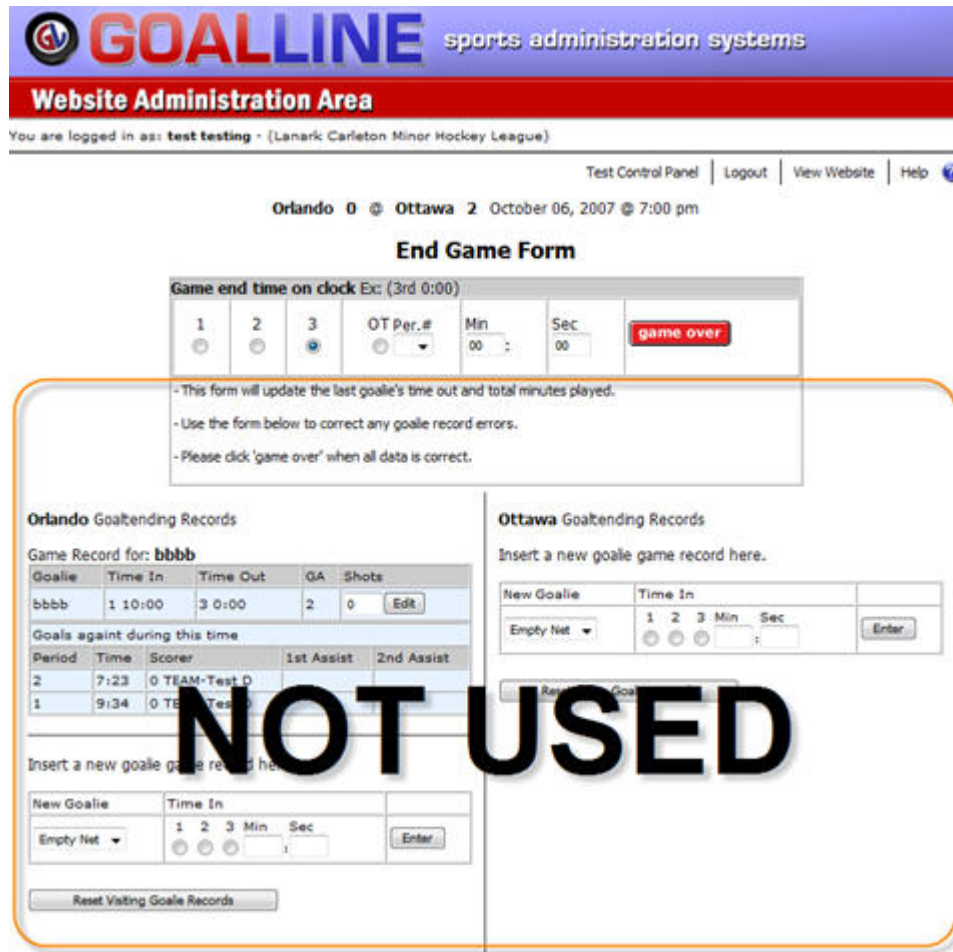 GV GOALLINE sports administration systems
Website Administration Area
You are logged in as: test testing - {Lanark Carleton Minor Hockey League}
Test Control Panel | Logout | View Website | Help ?
Orlando 0 @ Ottawa 2 October 06, 2007 @ 7:00 pm
End Game Form
Game end time on clock Ex: (3rd 0:00)
1 2 3 OT Per.# Min Sec
00 : 00 game over
- This form will update the last goalie's time out and total minutes played.
- Use the form below to correct any goalie record errors.
- Please click 'game over' when all data is correct.
Orlando Goaltending Records
Game Record for: bbbb
Goalie Time In Time Out GA Shots
bbbb 1 10:00 3 0:00 2 0 Edit
Goals againt during this time
Period Time Scorer 1st Assist 2nd Assist
2 7:23 0 TEAM-Test D
1 9:34 0 TE
Insert a new goalie game record
New Goalie Time In
1 2 3 Min Sec
Empty Net : Enter
Reset Visiting Goalie Records
Ottawa Goaltending Records
Insert a new goalie game record here.
New Goalie Time In
1 2 3 Min Sec
Empty Net : Enter
NOT USED